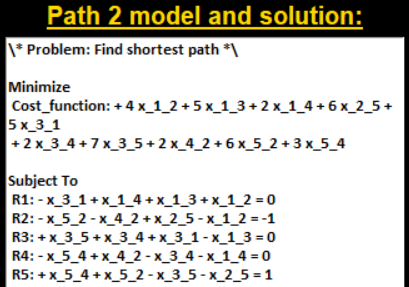 Path 2 model and solution:
\* Problem: Find shortest path *\
Minimize
Cost_function: + 4 x_1_2 + 5 x_1_3 + 2 x_1_4 + 6 x_2_5 +
5 x_3_1
+ 2 x_3_4 + 7 x_3_5 + 2 x_4_2 + 6 x_5_2 + 3 x_5_4
Subject To
R1: - x_3_1 + x_1_4 + x_1_3 + x_1_2 = 0
R2: - x_5_2 - x_4_2 + x_2_5 - x_1_2 = -1
R3: + x_3_5 + x_3_4 + x_3_1 - x_1_3 = 0
R4: - x_5_4 + x_4_2 - x_3_4 - x_1_4 = 0
R5: + x_5_4 + x_5_2 - x_3_5 - x_2_5 = 1